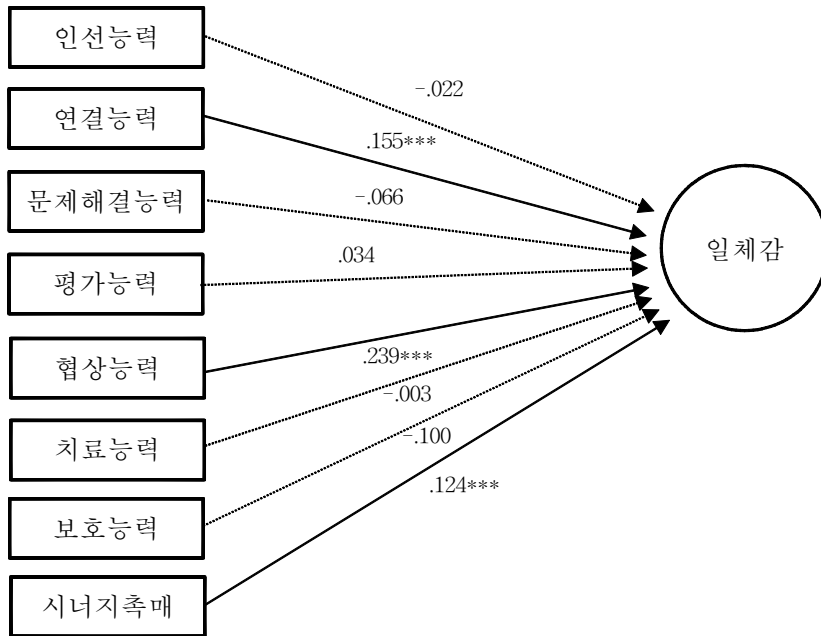 인선능력
-.022
연결능력
.155***
문제해결능력
-.066
일체감
평가능력
.034
협상능력
.239***
-.003
치료능력
-.100
.124***
보호능력
시너지촉매